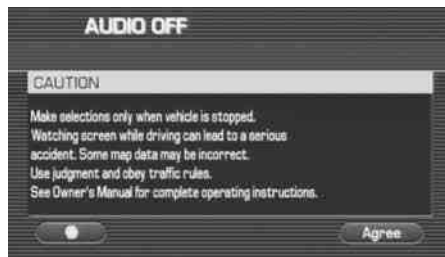 AUDIO OFF
CAUTION
Make selections only when vehicle is stopped.
Watching screen while driving can lead to a serious
accident. Some map data may be incorrect.
Use judgment and obey traffic rules.
See Owner's Manual for complete operating instructions.
Agree